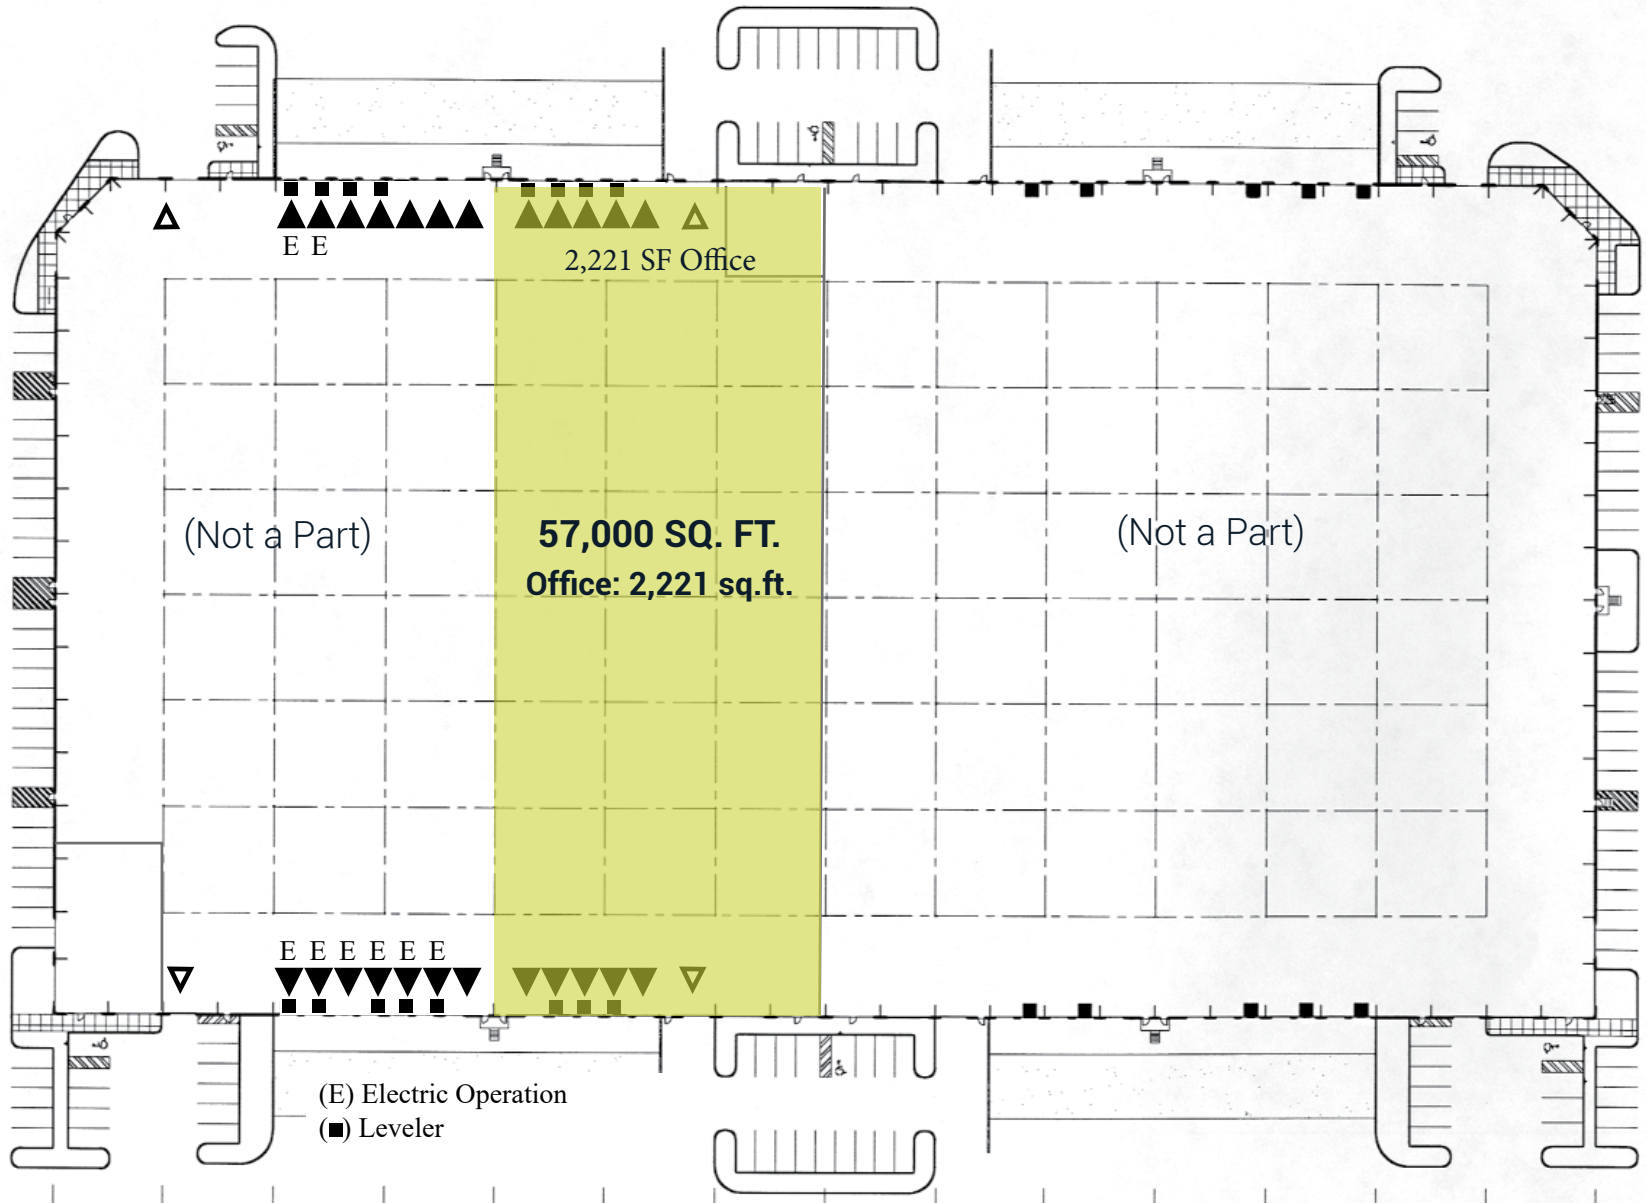 E E
2,221 SF Office
(Not a Part)
57,000 SQ. FT.
Office: 2,221 sq.ft.
(Not a Part)
E E E E E E
(E) Electric Operation
(■) Leveler